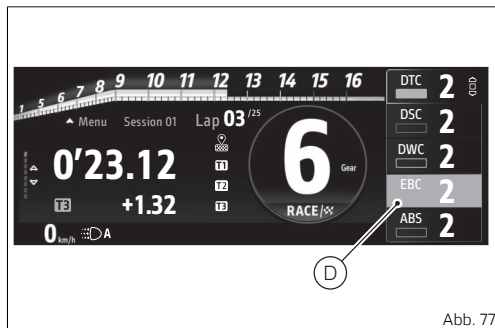 1 5 6 7 8 9 10 11 12 13 14 15 16
Menu Session 01 Lap 03 /25
0'23.12
T3 +1.32
T1
T2
T3
6 Gear
RACE/
0 km/h A
DTC 2
DSC 2
DWC 2
EBC 2
ABS 2
D
Abb. 77